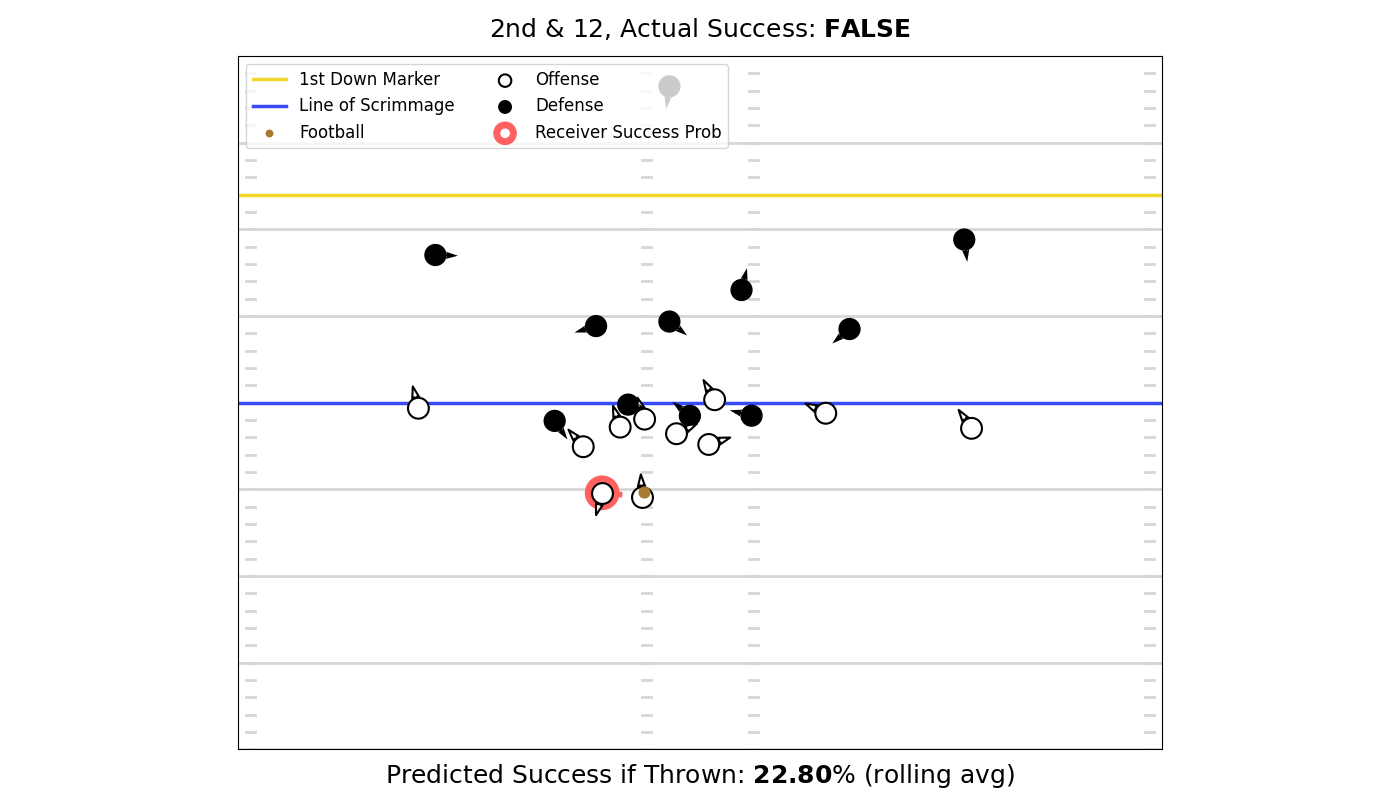 2nd & 12, Actual Success: FALSE
1st Down Marker
Line of Scrimmage
Football
Offense
Defense
Receiver Success Prob
Predicted Success if Thrown: 22.80% (rolling avg)